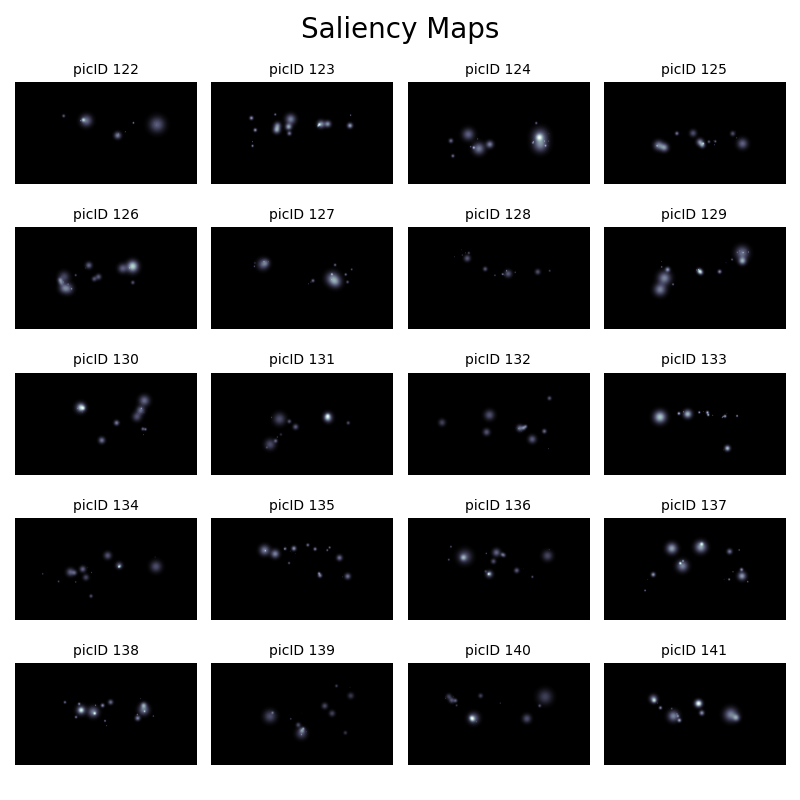 Saliency Maps
picID 122
picID 123
picID 124
picID 125
picID 126
picID 127
picID 128
picID 129
picID 130
picID 131
picID 132
picID 133
picID 134
picID 135
picID 136
picID 137
picID 138
picID 139
picID 140
picID 141